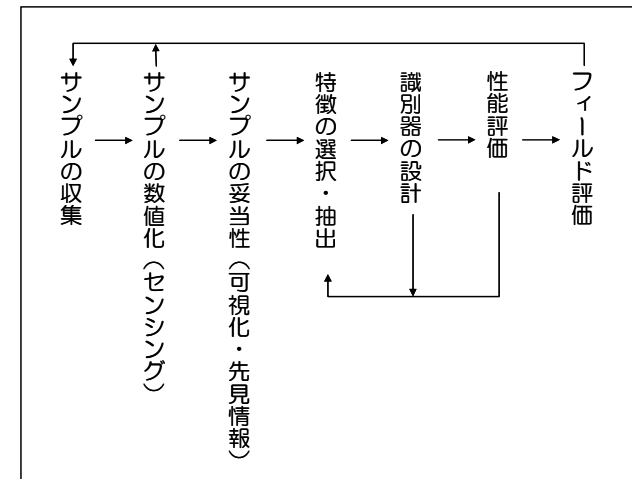 サンプルの収集
サンプルの数値化（センシング）
サンプルの妥当性（可視化・先見情報）
特徴の選択・抽出
識別器の設計
性能評価
フィールド評価